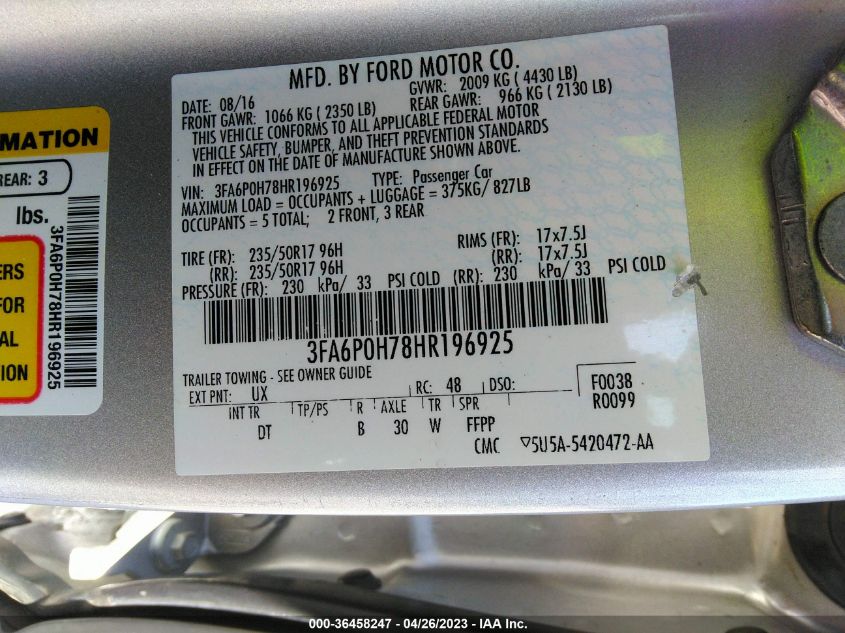 MFD. BY FORD MOTOR CO.
DATE: 08/16 GVWR: 2009 KG ( 4430 LB)
FRONT GAWR: 1066 KG ( 2350 LB) REAR GAWR: 966 KG ( 2130 LB)
THIS VEHICLE CONFORMS TO ALL APPLICABLE FEDERAL MOTOR
VEHICLE SAFETY, BUMPER, AND THEFT PREVENTION STANDARDS
IN EFFECT ON THE DATE OF MANUFACTURE SHOWN ABOVE.
VIN: 3FA6P0H78HR196925 TYPE: Passenger Car
MAXIMUM LOAD = OCCUPANTS + LUGGAGE = 375KG/ 827LB
OCCUPANTS = 5 TOTAL; 2 FRONT, 3 REAR
TIRE (FR): 235/50R17 96H RIMS (FR): 17x7.5J
(RR): 235/50R17 96H (RR): 17x7.5J
PRESSURE (FR): 230 kPa/ 33 PSI COLD (RR): 230 kPa/ 33 PSI COLD
3FA6P0H78HR196925
TRAILER TOWING - SEE OWNER GUIDE
EXT PNT: UX RC: 48 DSO: F0038
INT TR TP/PS R AXLE TR SPR R0099
DT B 30 W FFPP
CMC ▽5U5A-5420472-AA
MATION
REAR: 3
lbs.
3FA6P0H78HR196925
ERS
FOR
AL
ION
000-36458247 / 04/26/2023 - IAA Inc.